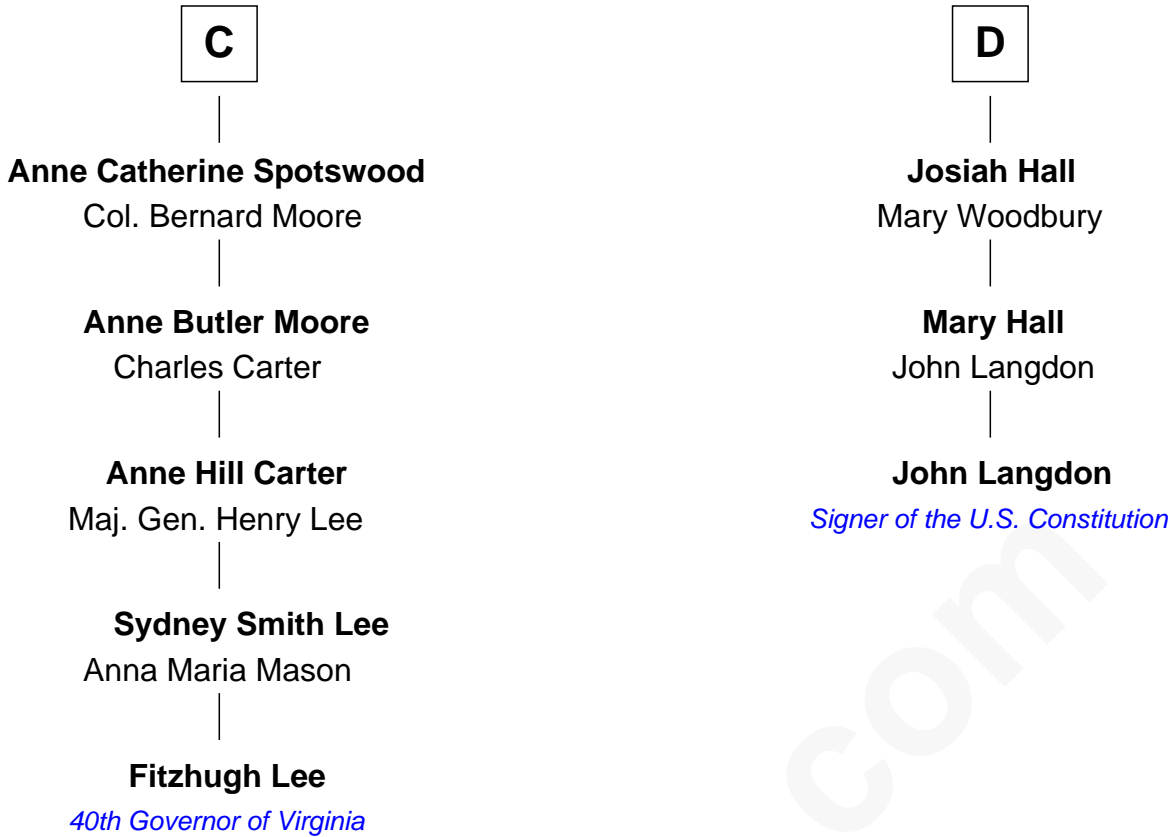 C
Anne Catherine Spotswood
Col. Bernard Moore
Anne Butler Moore
Charles Carter
Anne Hill Carter
Maj. Gen. Henry Lee
Sydney Smith Lee
Anna Maria Mason
Fitzhugh Lee
40th Governor of Virginia
D
Josiah Hall
Mary Woodbury
Mary Hall
John Langdon
John Langdon
Signer of the U.S. Constitution
com